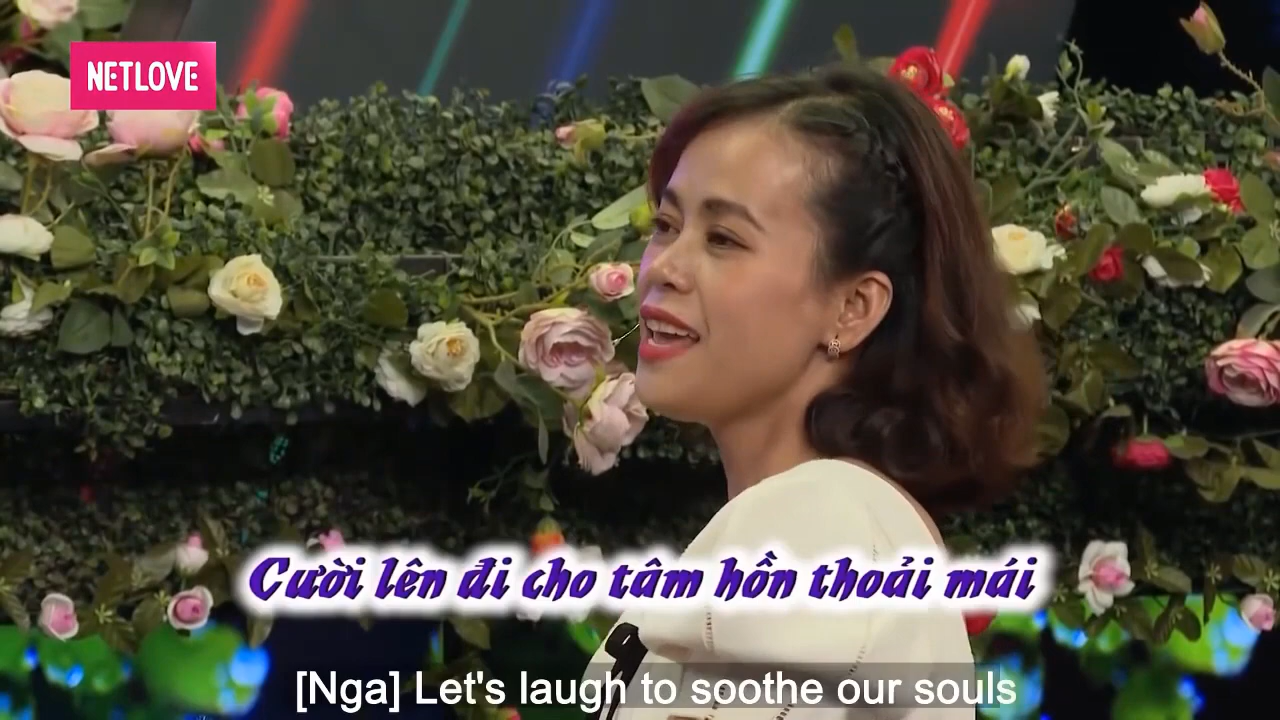 NETLOVE
Cười lên đi cho tâm hồn thoải mái
[Nga] Let's laugh to soothe our souls